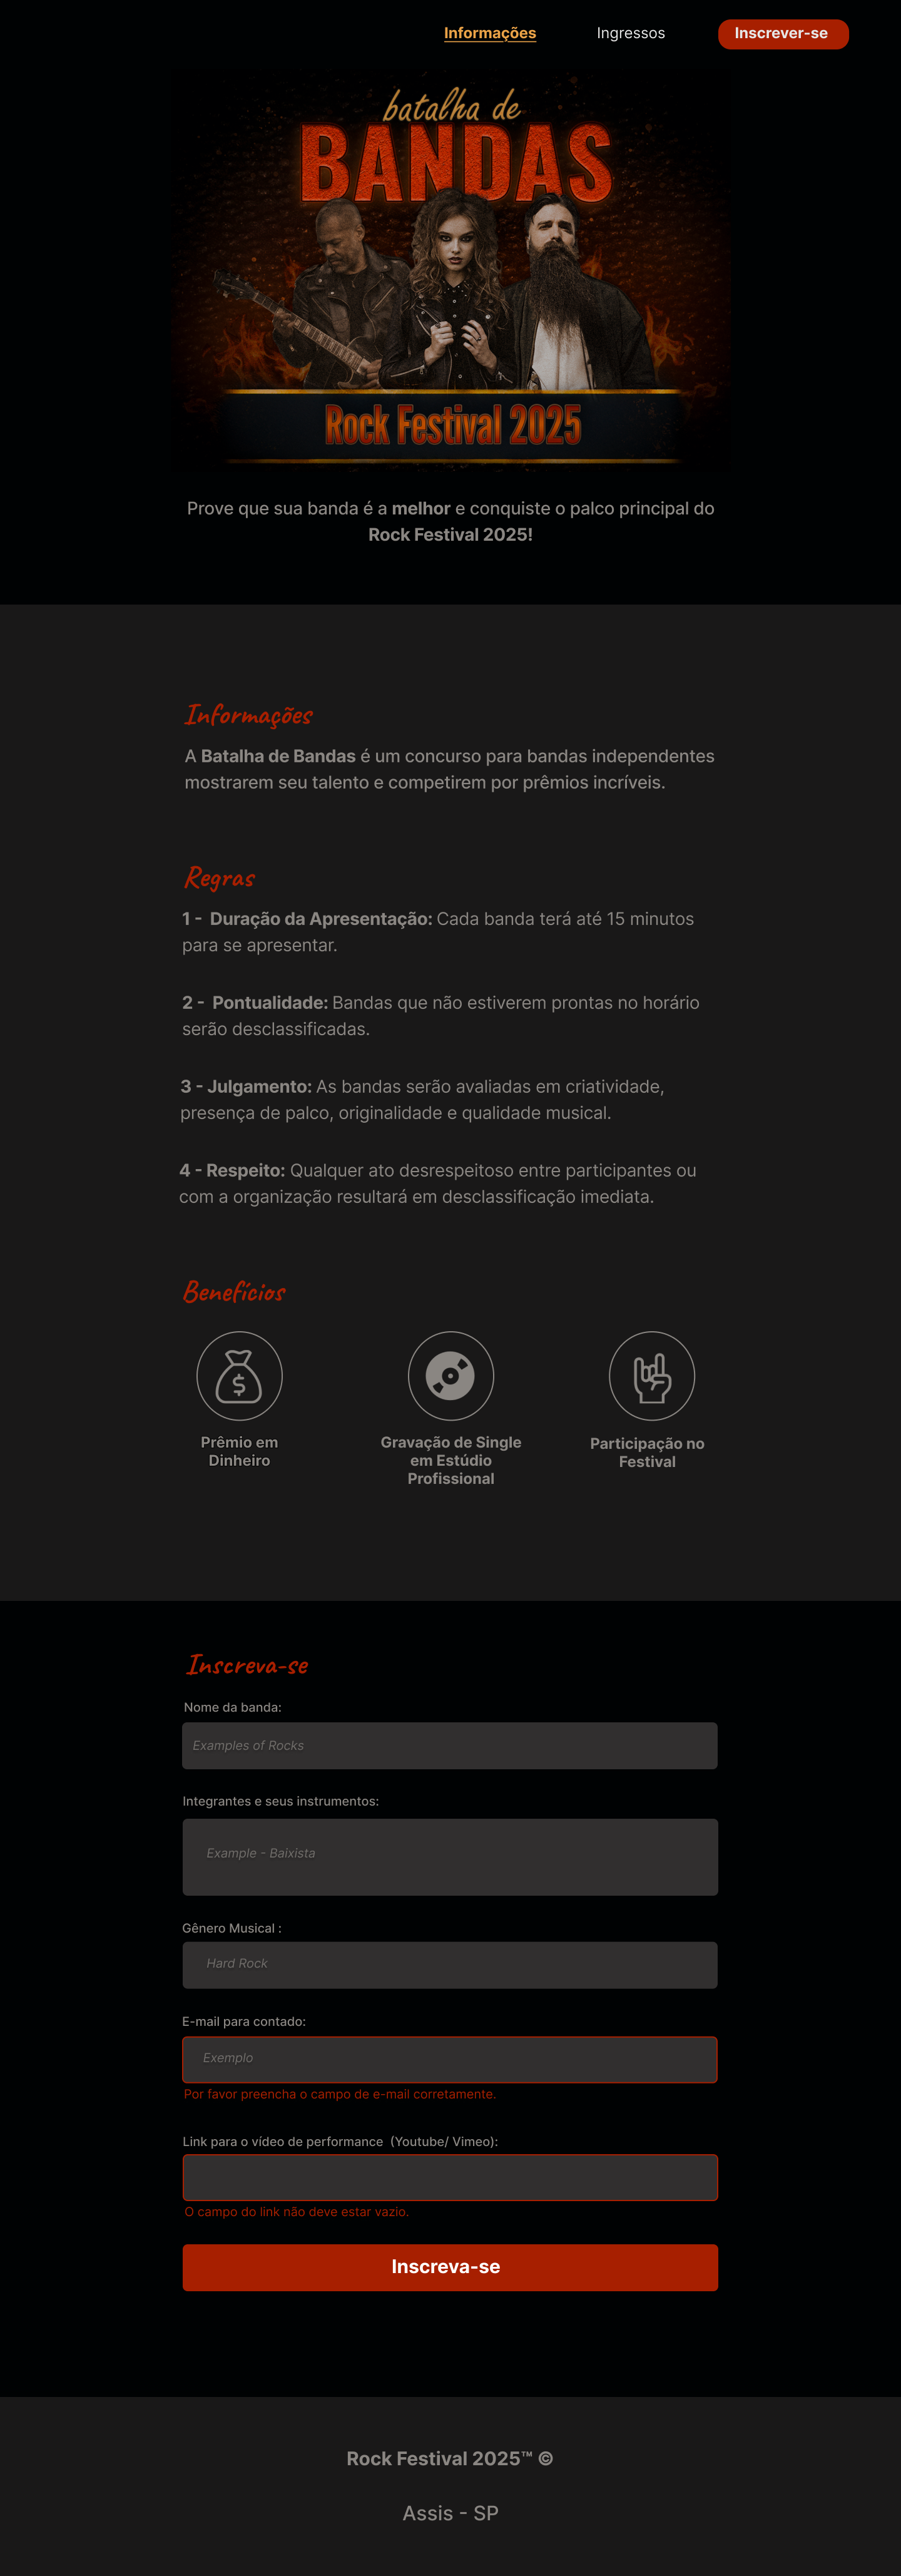 Informações Ingressos Inscrever-se
batalha de
BANDAS
Rock Festival 2025
Prove que sua banda é a melhor e conquiste o palco principal do
Rock Festival 2025!
Informações
A Batalha de Bandas é um concurso para bandas independentes
mostrarem seu talento e competirem por prêmios incríveis.
Regras
1 - Duração da Apresentação: Cada banda terá até 15 minutos
para se apresentar.
2 - Pontualidade: Bandas que não estiverem prontas no horário
serão desclassificadas.
3 - Julgamento: As bandas serão avaliadas em criatividade,
presença de palco, originalidade e qualidade musical.
4 - Respeito: Qualquer ato desrespeitoso entre participantes ou
com a organização resultará em desclassificação imediata.
Benefícios
Prêmio em
Dinheiro
Gravação de Single
em Estúdio
Profissional
Participação no
Festival
Inscreva-se
Nome da banda:
Examples of Rocks
Integrantes e seus instrumentos:
Example - Baixista
Gênero Musical :
Hard Rock
E-mail para contado:
Exemplo
Por favor preencha o campo de e-mail corretamente.
Link para o vídeo de performance (Youtube/ Vimeo):
O campo do link não deve estar vazio.
Inscreva-se
Rock Festival 2025™ ©
Assis - SP